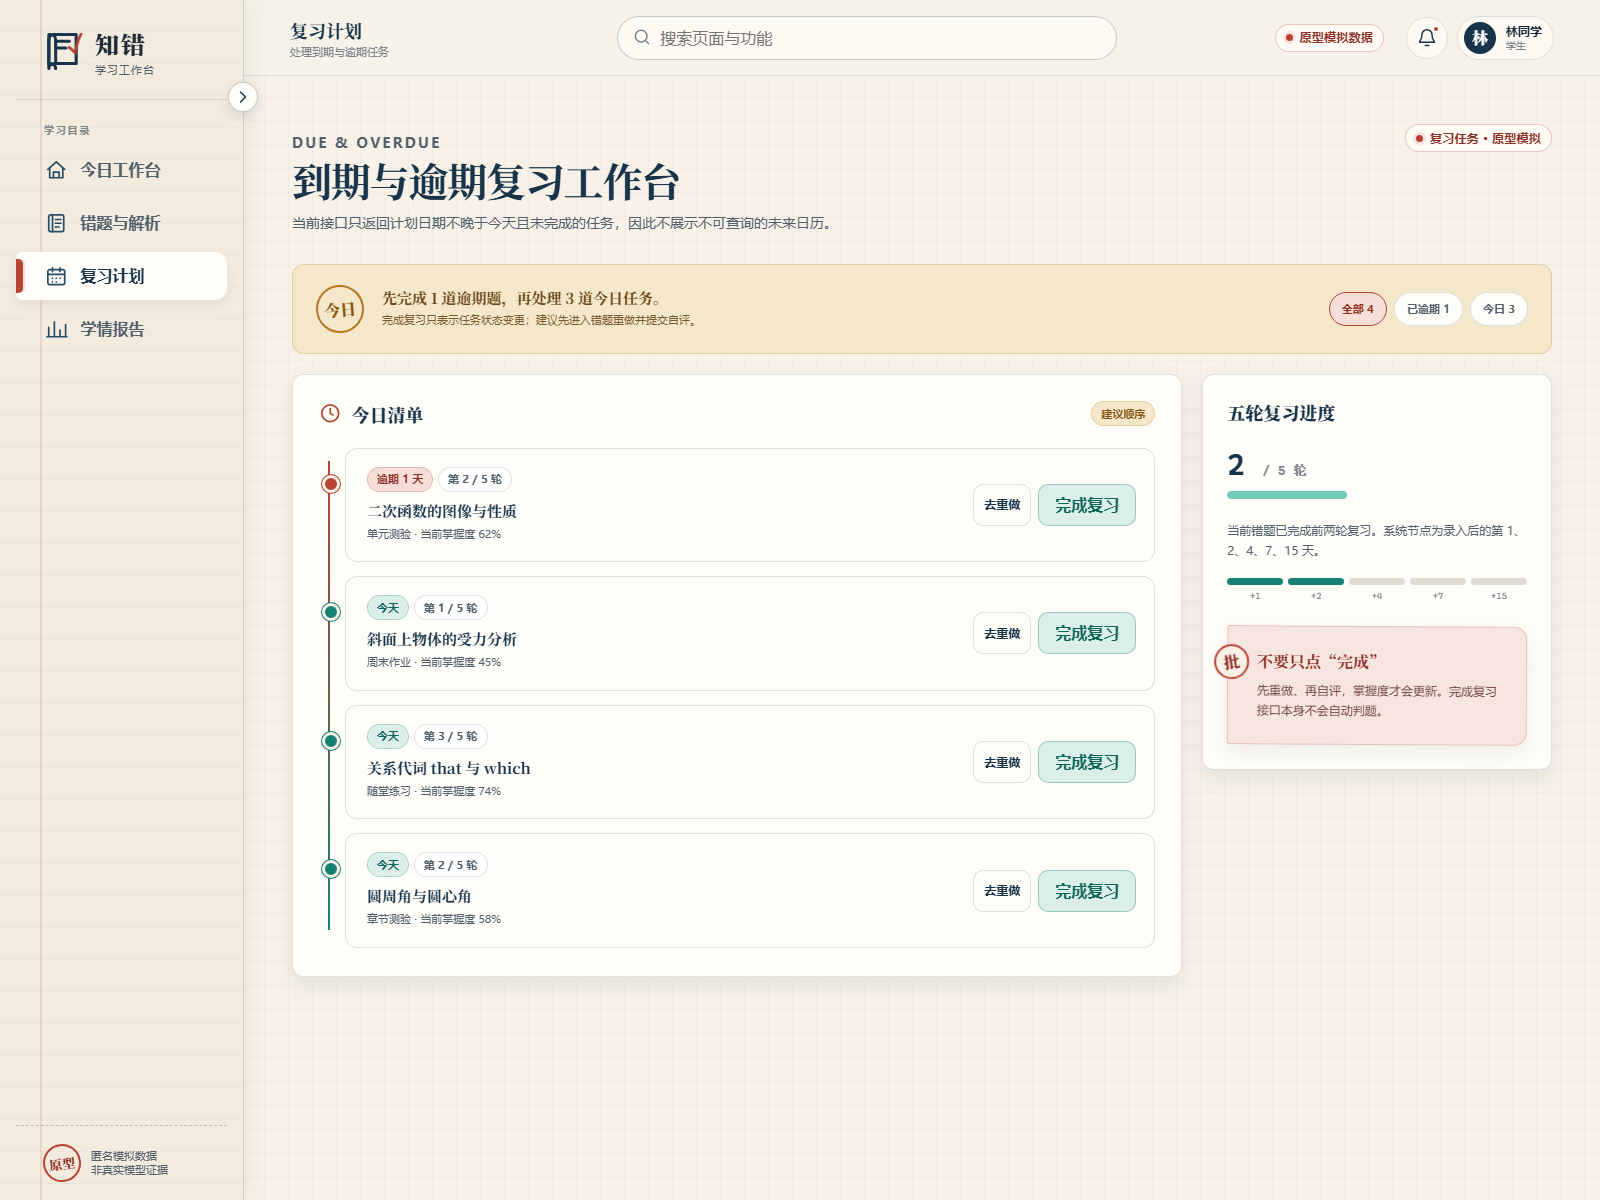 知错
学习工作台
学习目录
今日工作台
错题与解析
复习计划
学情报告
原型
匿名模拟数据
非真实模型证据
复习计划
处理到期与逾期任务
搜索页面与功能
原型模拟数据
林
林同学
学生
DUE & OVERDUE
到期与逾期复习工作台
当前接口只返回计划日期不晚于今天且未完成的任务，因此不展示不可查询的未来日历。
复习任务・原型模拟
今日
先完成 1 道逾期题，再处理 3 道今日任务。
完成复习只表示任务状态变更；建议先进入错题重做并提交自评。
全部 4
已逾期 1
今日 3
今日清单
建议顺序
逾期 1 天
第 2 / 5 轮
二次函数的图像与性质
单元测验 · 当前掌握度 62%
去重做
完成复习
今天
第 1 / 5 轮
斜面上物体的受力分析
周末作业 · 当前掌握度 45%
去重做
完成复习
今天
第 3 / 5 轮
关系代词 that 与 which
随堂练习 · 当前掌握度 74%
去重做
完成复习
今天
第 2 / 5 轮
圆周角与圆心角
章节测验 · 当前掌握度 58%
去重做
完成复习
五轮复习进度
2 / 5 轮
当前错题已完成前两轮复习。系统节点为录入后的第 1、
2、4、7、15 天。
+1
+2
+4
+7
+15
批
不要只点“完成”
先重做、再自评，掌握度才会更新。完成复习
接口本身不会自动判题。